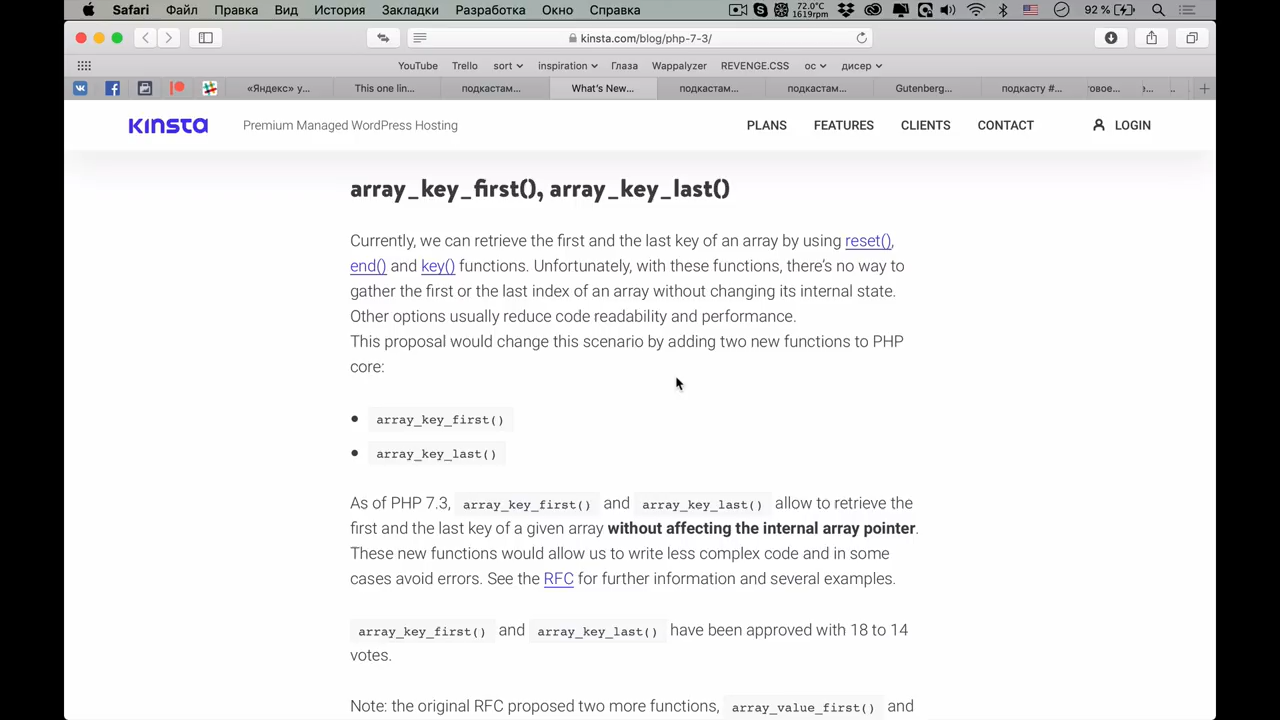 Safari Файл Правка Вид История Закладки Разработка Окно Справка 72.0°C 1619rpm 92 %
kinsta.com/blog/php-7-3/
YouTube Trello sort inspiration Глаза Wappalyzer REVENGE.CSS ос дисер
«Яндекс» у... This one lin... подкастам... What's New... подкастам... подкастам... Gutenberg... подкасту #... товое... в... ..
KINSTA Premium Managed WordPress Hosting PLANS FEATURES CLIENTS CONTACT LOGIN
array_key_first(), array_key_last()
Currently, we can retrieve the first and the last key of an array by using reset(),
end() and key() functions. Unfortunately, with these functions, there's no way to
gather the first or the last index of an array without changing its internal state.
Other options usually reduce code readability and performance.
This proposal would change this scenario by adding two new functions to PHP
core:
• array_key_first()
• array_key_last()
As of PHP 7.3, array_key_first() and array_key_last() allow to retrieve the
first and the last key of a given array without affecting the internal array pointer.
These new functions would allow us to write less complex code and in some
cases avoid errors. See the RFC for further information and several examples.
array_key_first() and array_key_last() have been approved with 18 to 14
votes.
Note: the original RFC proposed two more functions, array_value_first() and